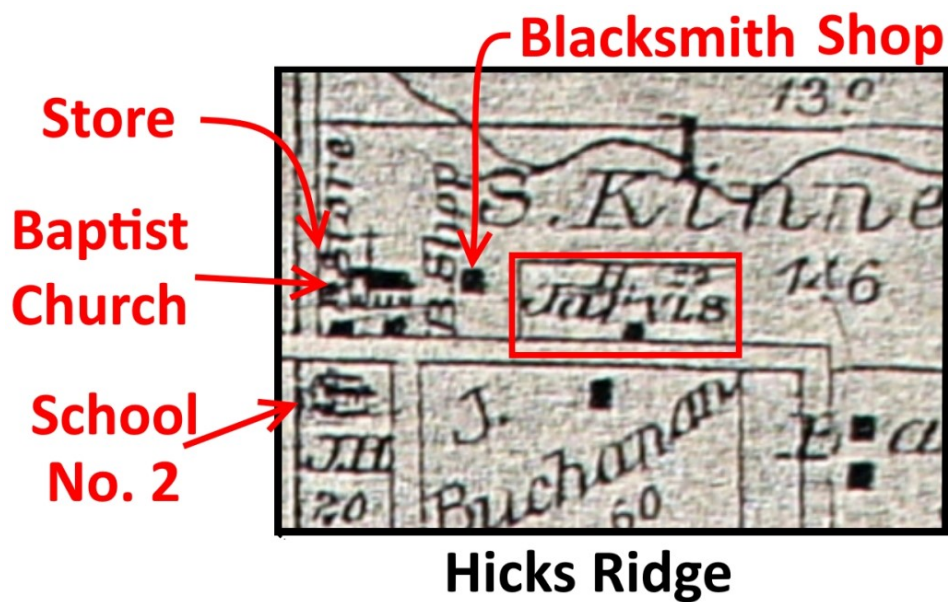 Blacksmith Shop
Store
Baptist
Church
School
No. 2
Store
B Shop
S. Kinne
146
Jarvis
J.
Buchanan
60
J.H
20
Hicks Ridge